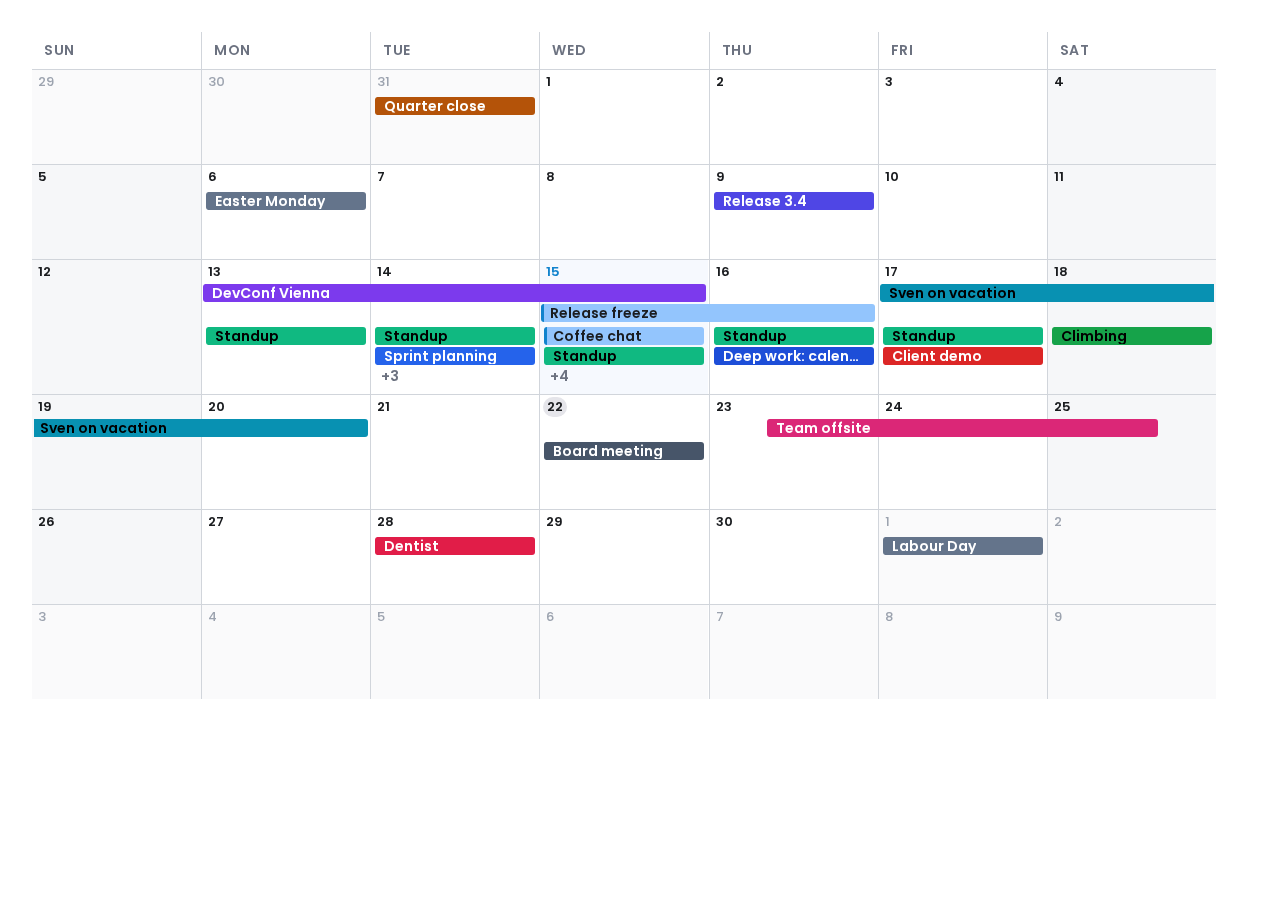 SUN MON TUE WED THU FRI SAT
29 30 31 1 2 3 4
Quarter close
5 6 7 8 9 10 11
Easter Monday Release 3.4
12 13 14 15 16 17 18
DevConf Vienna Sven on vacation
Release freeze
Standup Standup Coffee chat Standup Standup Climbing
Sprint planning Standup Deep work: calen… Client demo
+3 +4
19 20 21 22 23 24 25
Sven on vacation Team offsite
Board meeting
26 27 28 29 30 1 2
Dentist Labour Day
3 4 5 6 7 8 9